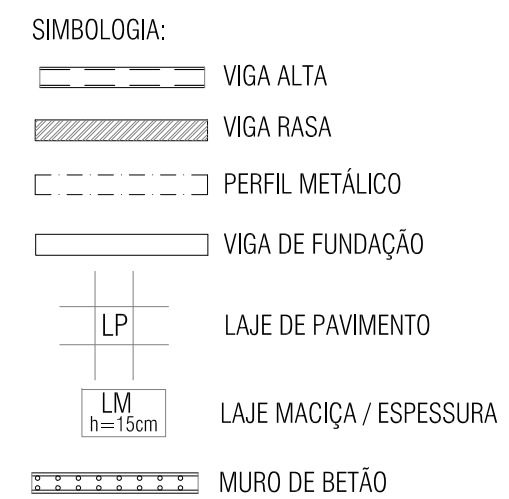 SIMBOLOGIA:
VIGA ALTA
VIGA RASA
PERFIL METÁLICO
VIGA DE FUNDAÇÃO
LP LAJE DE PAVIMENTO
LM
h=15cm
LAJE MACIÇA / ESPESSURA
MURO DE BETÃO